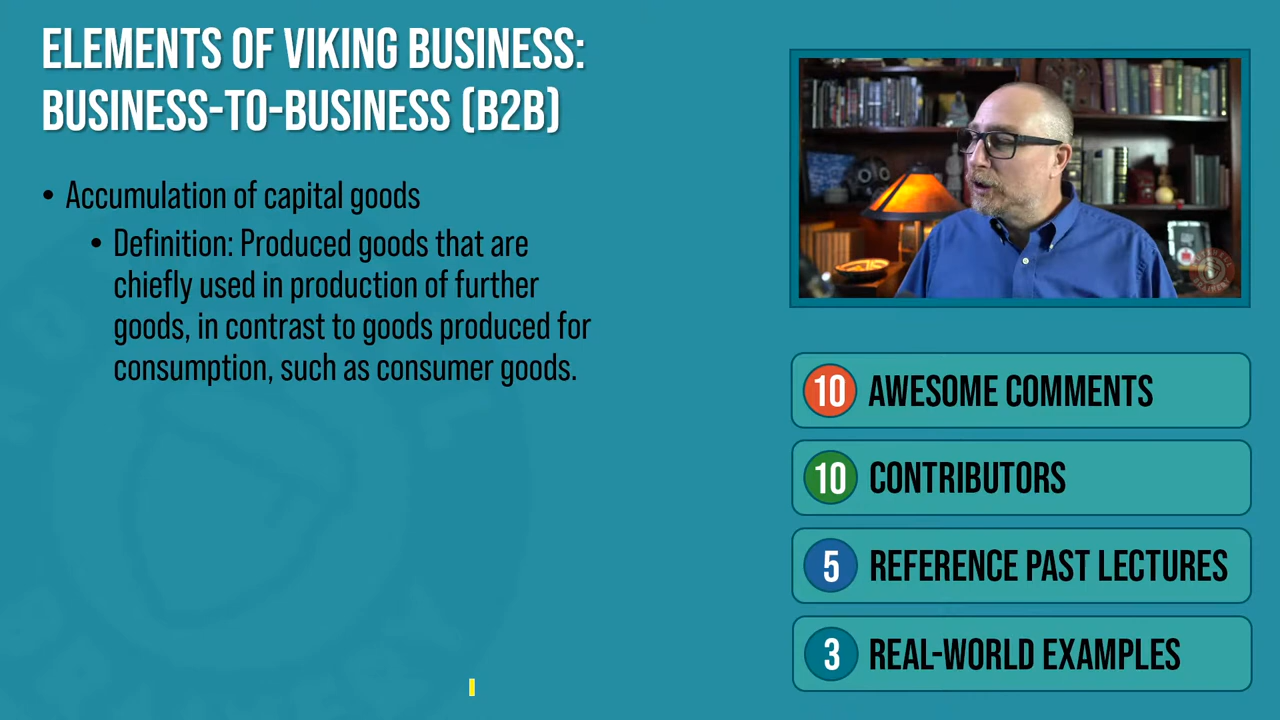 ELEMENTS OF VIKING BUSINESS:
BUSINESS-TO-BUSINESS (B2B)
• Accumulation of capital goods
• Definition: Produced goods that are
chiefly used in production of further
goods, in contrast to goods produced for
consumption, such as consumer goods.
10 AWESOME COMMENTS
10 CONTRIBUTORS
5 REFERENCE PAST LECTURES
3 REAL-WORLD EXAMPLES